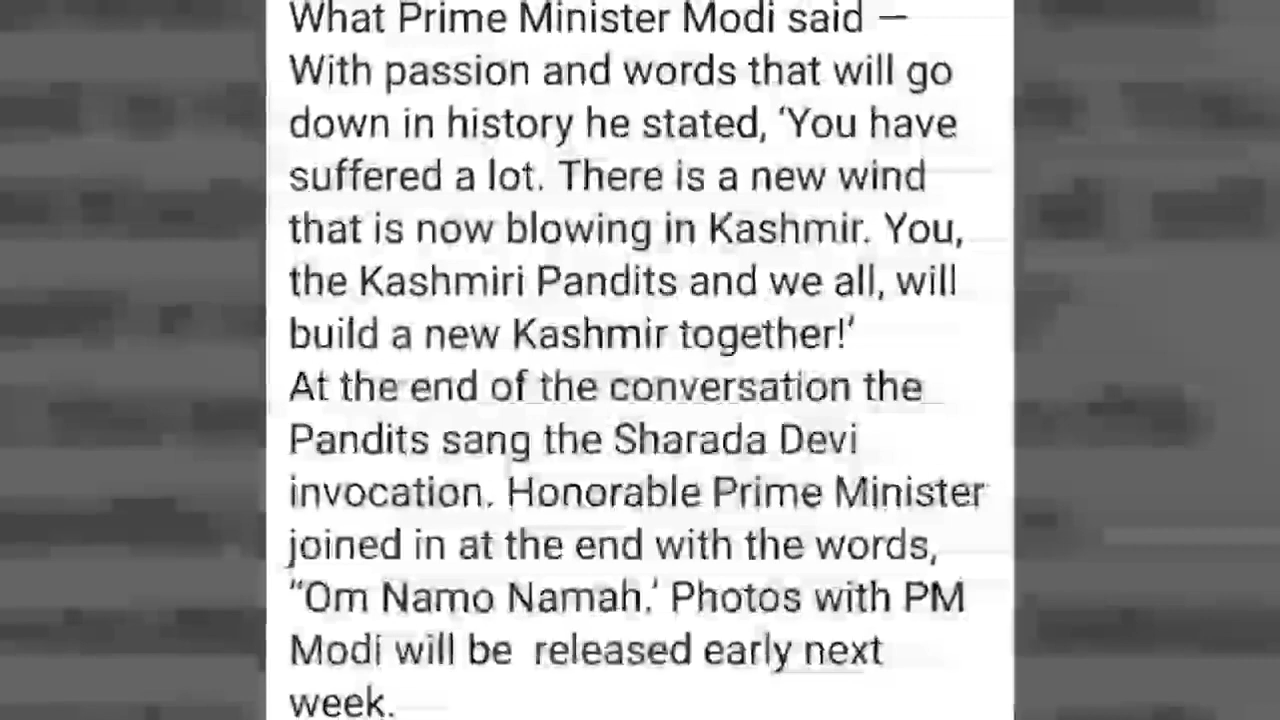 What Prime Minister Modi said —
With passion and words that will go
down in history he stated, ‘You have
suffered a lot. There is a new wind
that is now blowing in Kashmir. You,
the Kashmiri Pandits and we all, will
build a new Kashmir together!’
At the end of the conversation the
Pandits sang the Sharada Devi
invocation. Honorable Prime Minister
joined in at the end with the words,
“Om Namo Namah.’ Photos with PM
Modi will be  released early next
week.